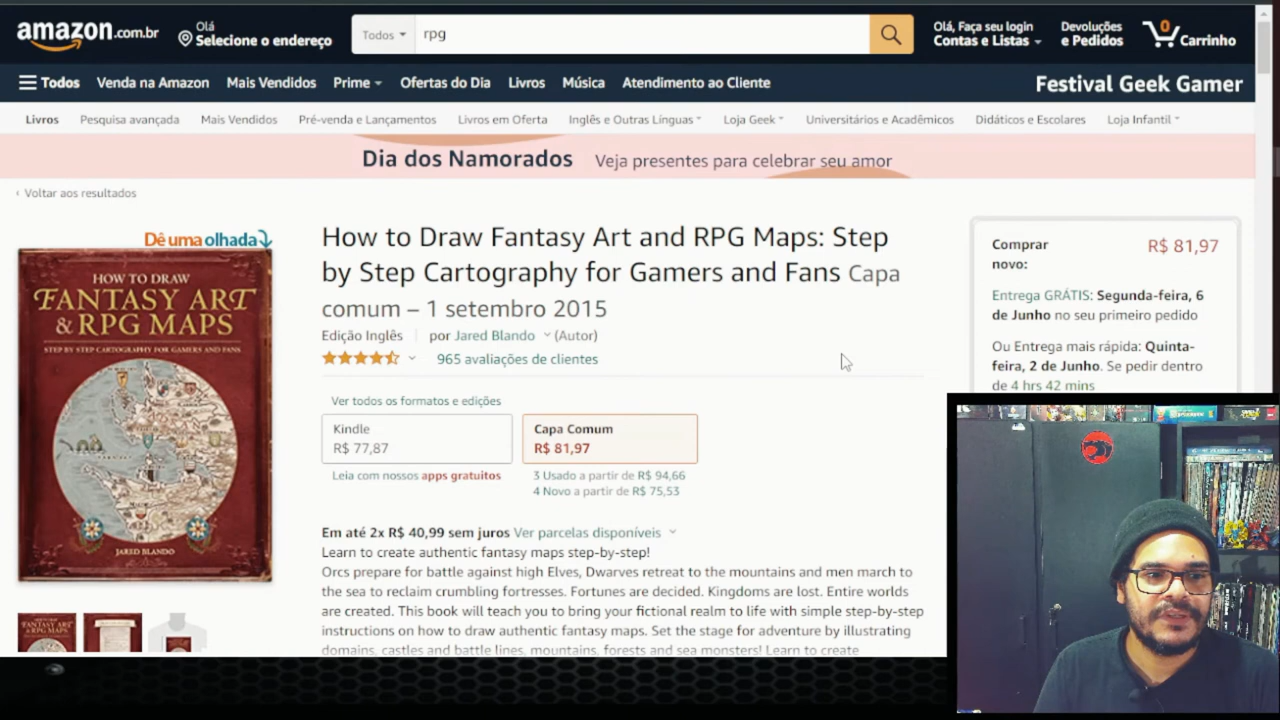 amazon.com.br
Olá
Selecione o endereço
Todos
rpg
Olá, Faça seu login
Contas e Listas
Devoluções
e Pedidos
0
Carrinho
Todos
Venda na Amazon
Mais Vendidos
Prime
Ofertas do Dia
Livros
Música
Atendimento ao Cliente
Festival Geek Gamer
Livros
Pesquisa avançada
Mais Vendidos
Pré-venda e Lançamentos
Livros em Oferta
Inglês e Outras Línguas
Loja Geek
Universitários e Acadêmicos
Didáticos e Escolares
Loja Infantil
Dia dos Namorados Veja presentes para celebrar seu amor
‹ Voltar aos resultados
Dê uma olhada
HOW TO DRAW
FANTASY ART
& RPG MAPS
STEP BY STEP CARTOGRAPHY FOR GAMERS AND FANS
JARED BLANDO
How to Draw Fantasy Art and RPG Maps: Step
by Step Cartography for Gamers and Fans Capa
comum – 1 setembro 2015
Edição Inglês | por Jared Blando (Autor)
965 avaliações de clientes
Ver todos os formatos e edições
Kindle
R$ 77,87
Leia com nossos apps gratuitos
Capa Comum
R$ 81,97
3 Usado a partir de R$ 94,66
4 Novo a partir de R$ 75,53
Em até 2x R$ 40,99 sem juros Ver parcelas disponíveis
Learn to create authentic fantasy maps step-by-step!
Orcs prepare for battle against high Elves, Dwarves retreat to the mountains and men march to
the sea to reclaim crumbling fortresses. Fortunes are decided. Kingdoms are lost. Entire worlds
are created. This book will teach you to bring your fictional realm to life with simple step-by-step
instructions on how to draw authentic fantasy maps. Set the stage for adventure by illustrating
domains, castles and battle lines, mountains, forests and sea monsters! Learn to create
Comprar
novo:
R$ 81,97
Entrega GRÁTIS: Segunda-feira, 6
de Junho no seu primeiro pedido
Ou Entrega mais rápida: Quinta-
feira, 2 de Junho. Se pedir dentro
de 4 hrs 42 mins